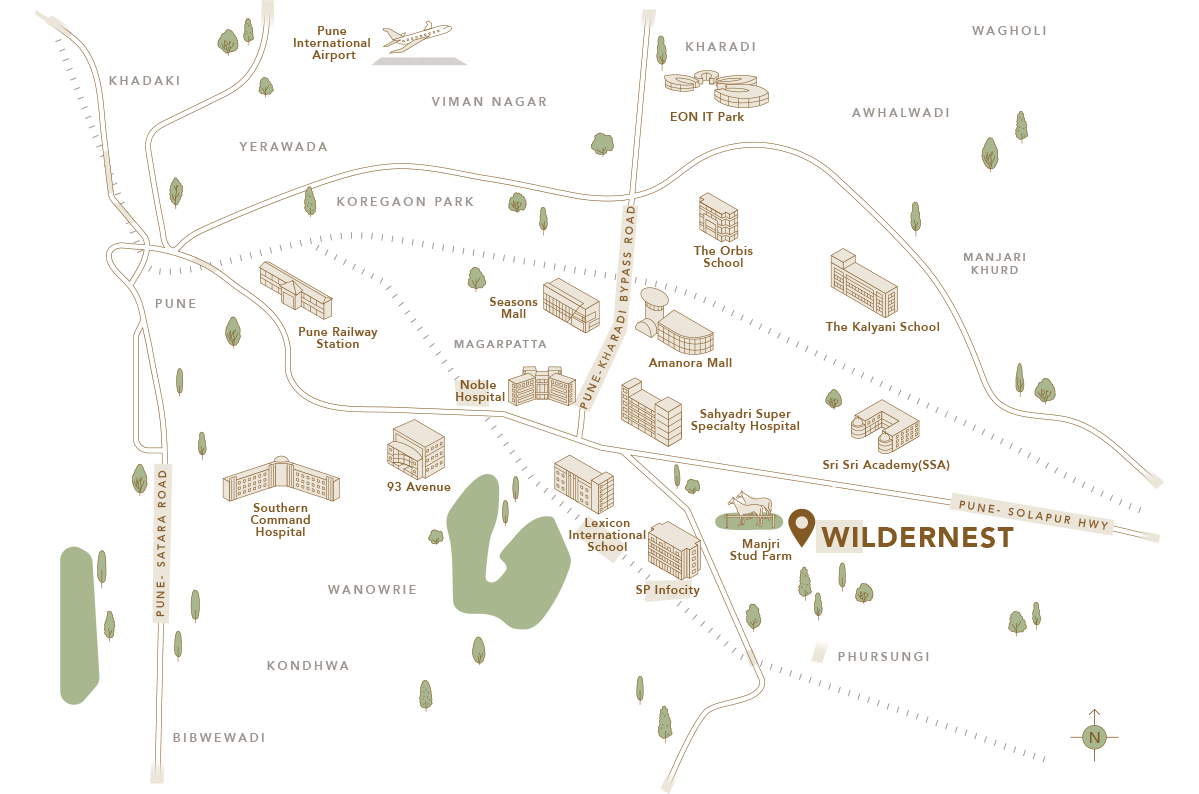 WAGHOLI
Pune
International
Airport
KHARADI
KHADAKI
VIMAN NAGAR
EON IT Park
AWHALWADI
YERAWADA
KOREGAON PARK
PUNE-KHARADI BYPASS ROAD
The Orbis
School
MANJARI
KHURD
PUNE
Seasons
Mall
Pune Railway
Station
The Kalyani School
MAGARPATTA
Amanora Mall
Noble
Hospital
Sahyadri Super
Specialty Hospital
Sri Sri Academy(SSA)
93 Avenue
PUNE- SATARA ROAD
Southern
Command
Hospital
PUNE- SOLAPUR HWY
Lexicon
International
School
Manjri
Stud Farm
WILDERNEST
SP Infocity
WANOWRIE
PHURSUNGI
KONDHWA
BIBWEWADI
N